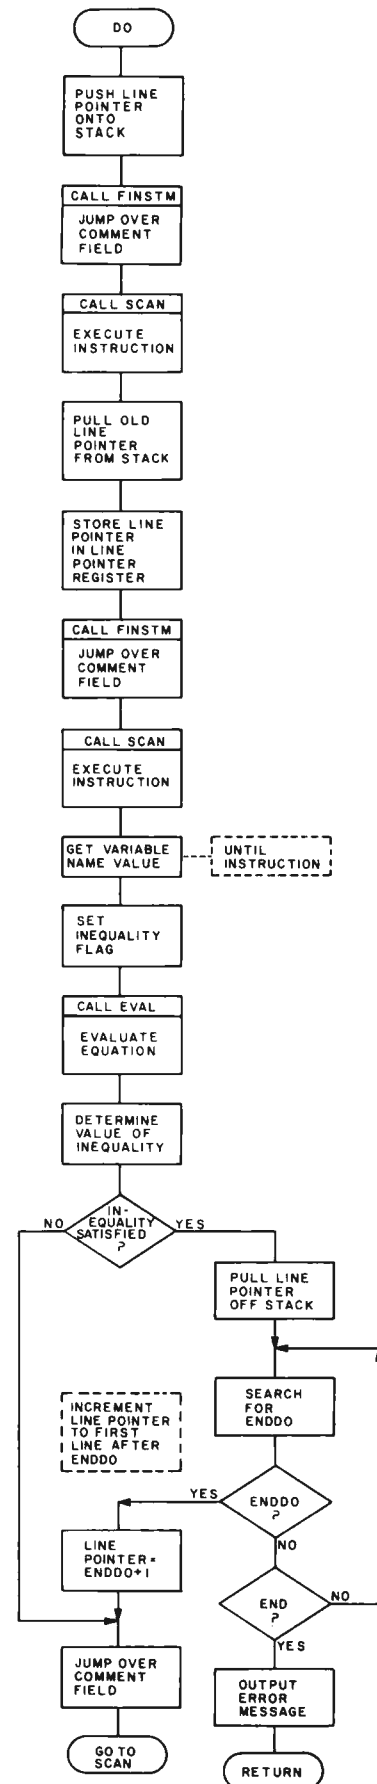 DO
PUSH LINE
POINTER
ONTO
STACK
CALL FINSTM
JUMP OVER
COMMENT
FIELD
CALL SCAN
EXECUTE
INSTRUCTION
PULL OLD
LINE
POINTER
FROM STACK
STORE LINE
POINTER
IN LINE
POINTER
REGISTER
CALL FINSTM
JUMP OVER
COMMENT
FIELD
CALL SCAN
EXECUTE
INSTRUCTION
GET VARIABLE
NAME VALUE
UNTIL
INSTRUCTION
SET
INEQUALITY
FLAG
CALL EVAL
EVALUATE
EQUATION
DETERMINE
VALUE OF
INEQUALITY
IN-
EQUALITY
SATISFIED
?
NO
YES
PULL LINE
POINTER
OFF STACK
SEARCH
FOR
ENDDO
INCREMENT
LINE POINTER
TO FIRST
LINE AFTER
ENDDO
ENDDO
?
YES
NO
LINE
POINTER=
ENDDO+1
END
?
NO
YES
JUMP OVER
COMMENT
FIELD
OUTPUT
ERROR
MESSAGE
GO TO
SCAN
RETURN